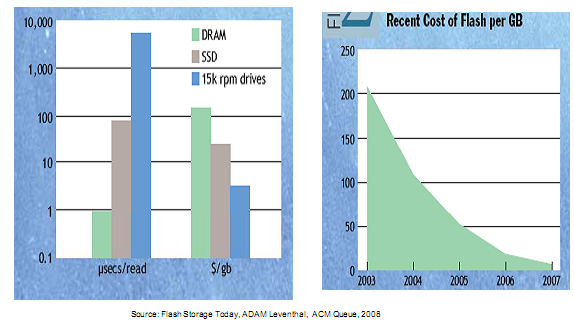 10,000
1,000
100
10
1
0.1
DRAM
SSD
15k rpm drives
µsecs/read
$/gb
Recent Cost of Flash per GB
250
200
150
100
50
0
2003 2004 2005 2006 2007
Source: Flash Storage Today, ADAM Leventhal, ACM Queue, 2008